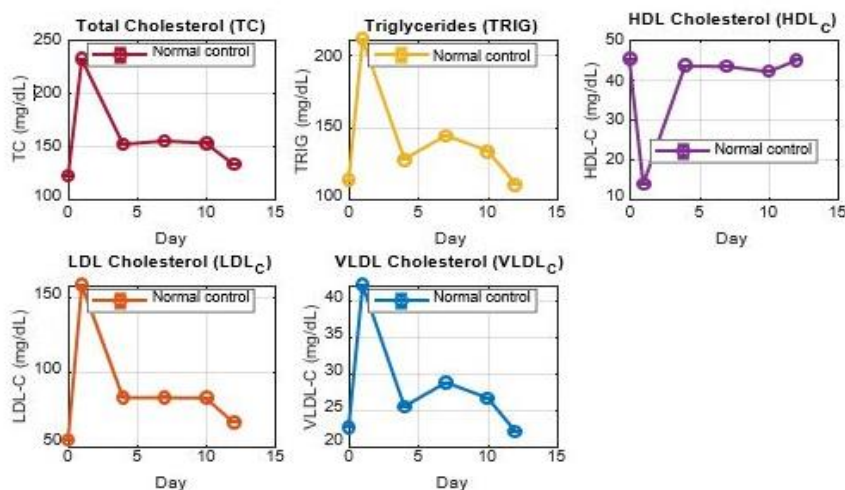 Total Cholesterol (TC)
250
200
150
100
TC (mg/dL)
Normal control
0
5
10
15
Day
Triglycerides (TRIG)
200
150
100
TRIG (mg/dL)
Normal control
0
5
10
15
Day
HDL Cholesterol (HDL_C)
50
40
30
20
10
HDL-C (mg/dL)
Normal control
0
5
10
15
Day
LDL Cholesterol (LDL_C)
150
100
50
LDL-C (mg/dL)
Normal control
0
5
10
15
Day
VLDL Cholesterol (VLDL_C)
40
35
30
25
20
VLDL-C (mg/dL)
Normal control
0
5
10
15
Day